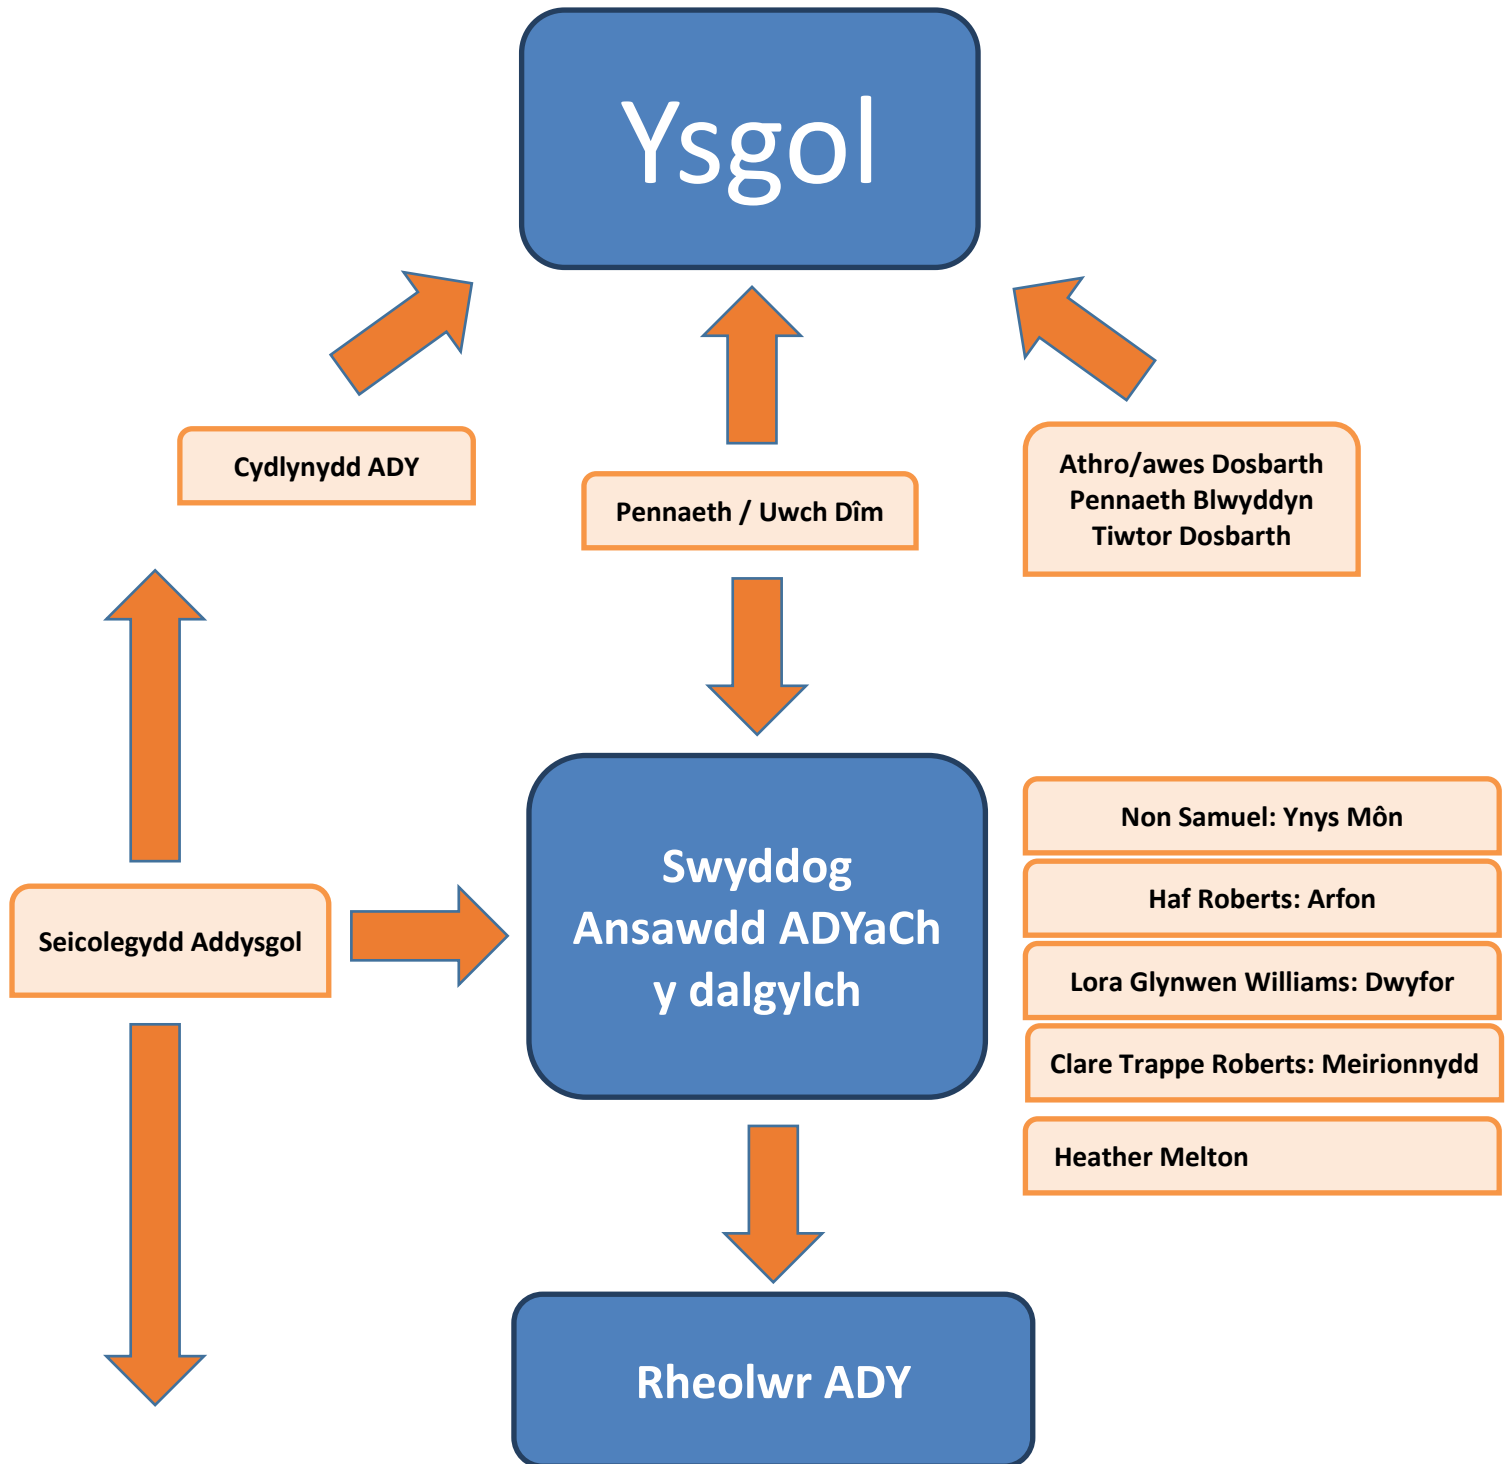 Ysgol
Cydlynydd ADY
Pennaeth / Uwch Dîm
Athro/awes Dosbarth
Pennaeth Blwyddyn
Tiwtor Dosbarth
Seicolegydd Addysgol
Swyddog
Ansawdd ADYaCh
y dalgylch
Non Samuel: Ynys Môn
Haf Roberts: Arfon
Lora Glynwen Williams: Dwyfor
Clare Trappe Roberts: Meirionnydd
Heather Melton
Rheolwr ADY